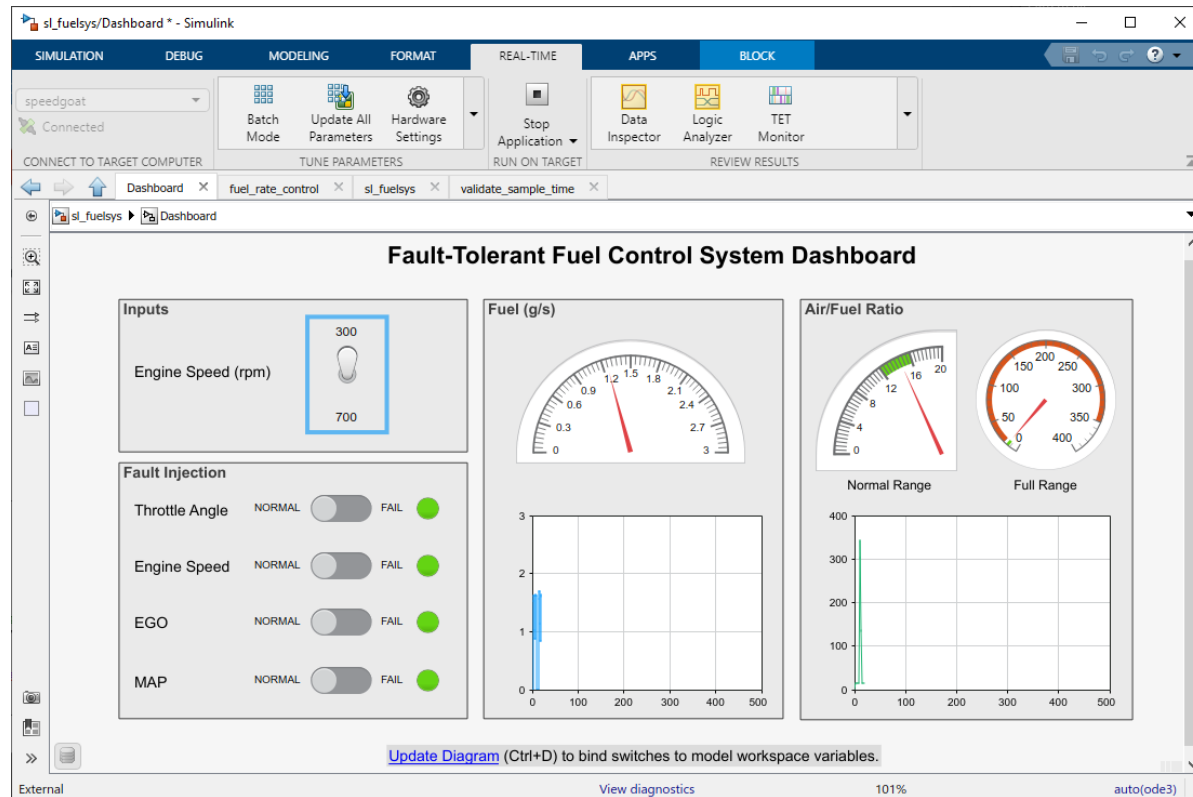 sl_fuelsys/Dashboard * - Simulink
SIMULATION DEBUG MODELING FORMAT REAL-TIME APPS BLOCK
?
speedgoat
Connected
Batch Mode
Update All Parameters
Hardware Settings
Stop Application
Data Inspector
Logic Analyzer
TET Monitor
CONNECT TO TARGET COMPUTER TUNE PARAMETERS RUN ON TARGET REVIEW RESULTS
Dashboard fuel_rate_control sl_fuelsys validate_sample_time
sl_fuelsys Dashboard
Fault-Tolerant Fuel Control System Dashboard
Inputs
300
Engine Speed (rpm)
700
Fault Injection
Throttle Angle NORMAL FAIL
Engine Speed NORMAL FAIL
EGO NORMAL FAIL
MAP NORMAL FAIL
Fuel (g/s)
0 0.3 0.6 0.9 1.2 1.5 1.8 2.1 2.4 2.7 3
3
2
1
0
0 100 200 300 400 500
Air/Fuel Ratio
0 4 8 12 16 20
Normal Range
0 50 100 150 200 250 300 350 400
Full Range
400
300
200
100
0
0 100 200 300 400 500
Update Diagram (Ctrl+D) to bind switches to model workspace variables.
External View diagnostics 101% auto(ode3)